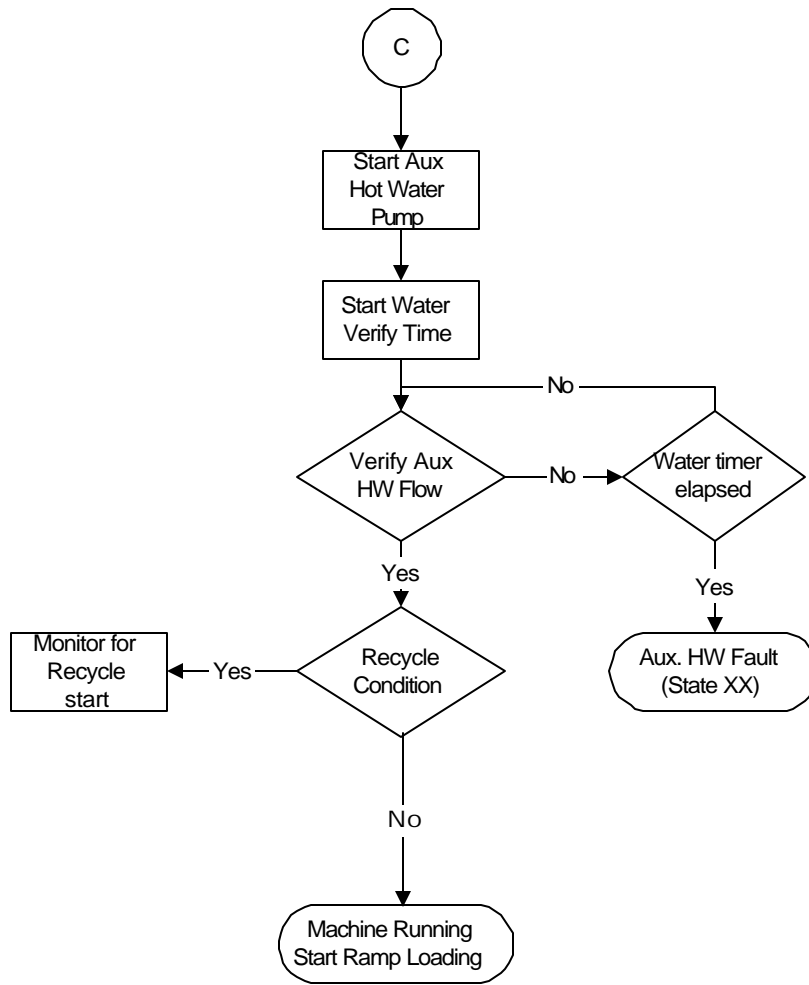 C
Start Aux
Hot Water
Pump
Start Water
Verify Time
No
Verify Aux
HW Flow
No
Water timer
elapsed
Yes
Yes
Monitor for
Recycle
start
Yes
Recycle
Condition
Aux. HW Fault
(State XX)
No
Machine Running
Start Ramp Loading